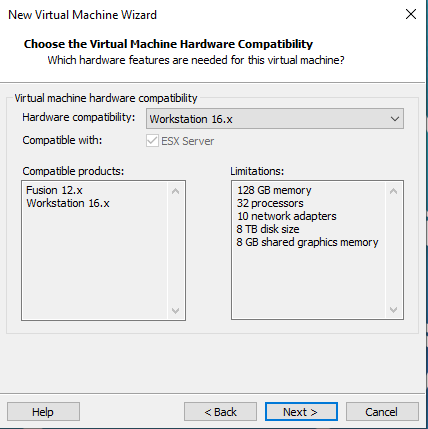 New Virtual Machine Wizard
Choose the Virtual Machine Hardware Compatibility
Which hardware features are needed for this virtual machine?
Virtual machine hardware compatibility
Hardware compatibility: Workstation 16.x
Compatible with: ESX Server
Compatible products:
Fusion 12.x
Workstation 16.x
Limitations:
128 GB memory
32 processors
10 network adapters
8 TB disk size
8 GB shared graphics memory
Help < Back Next > Cancel